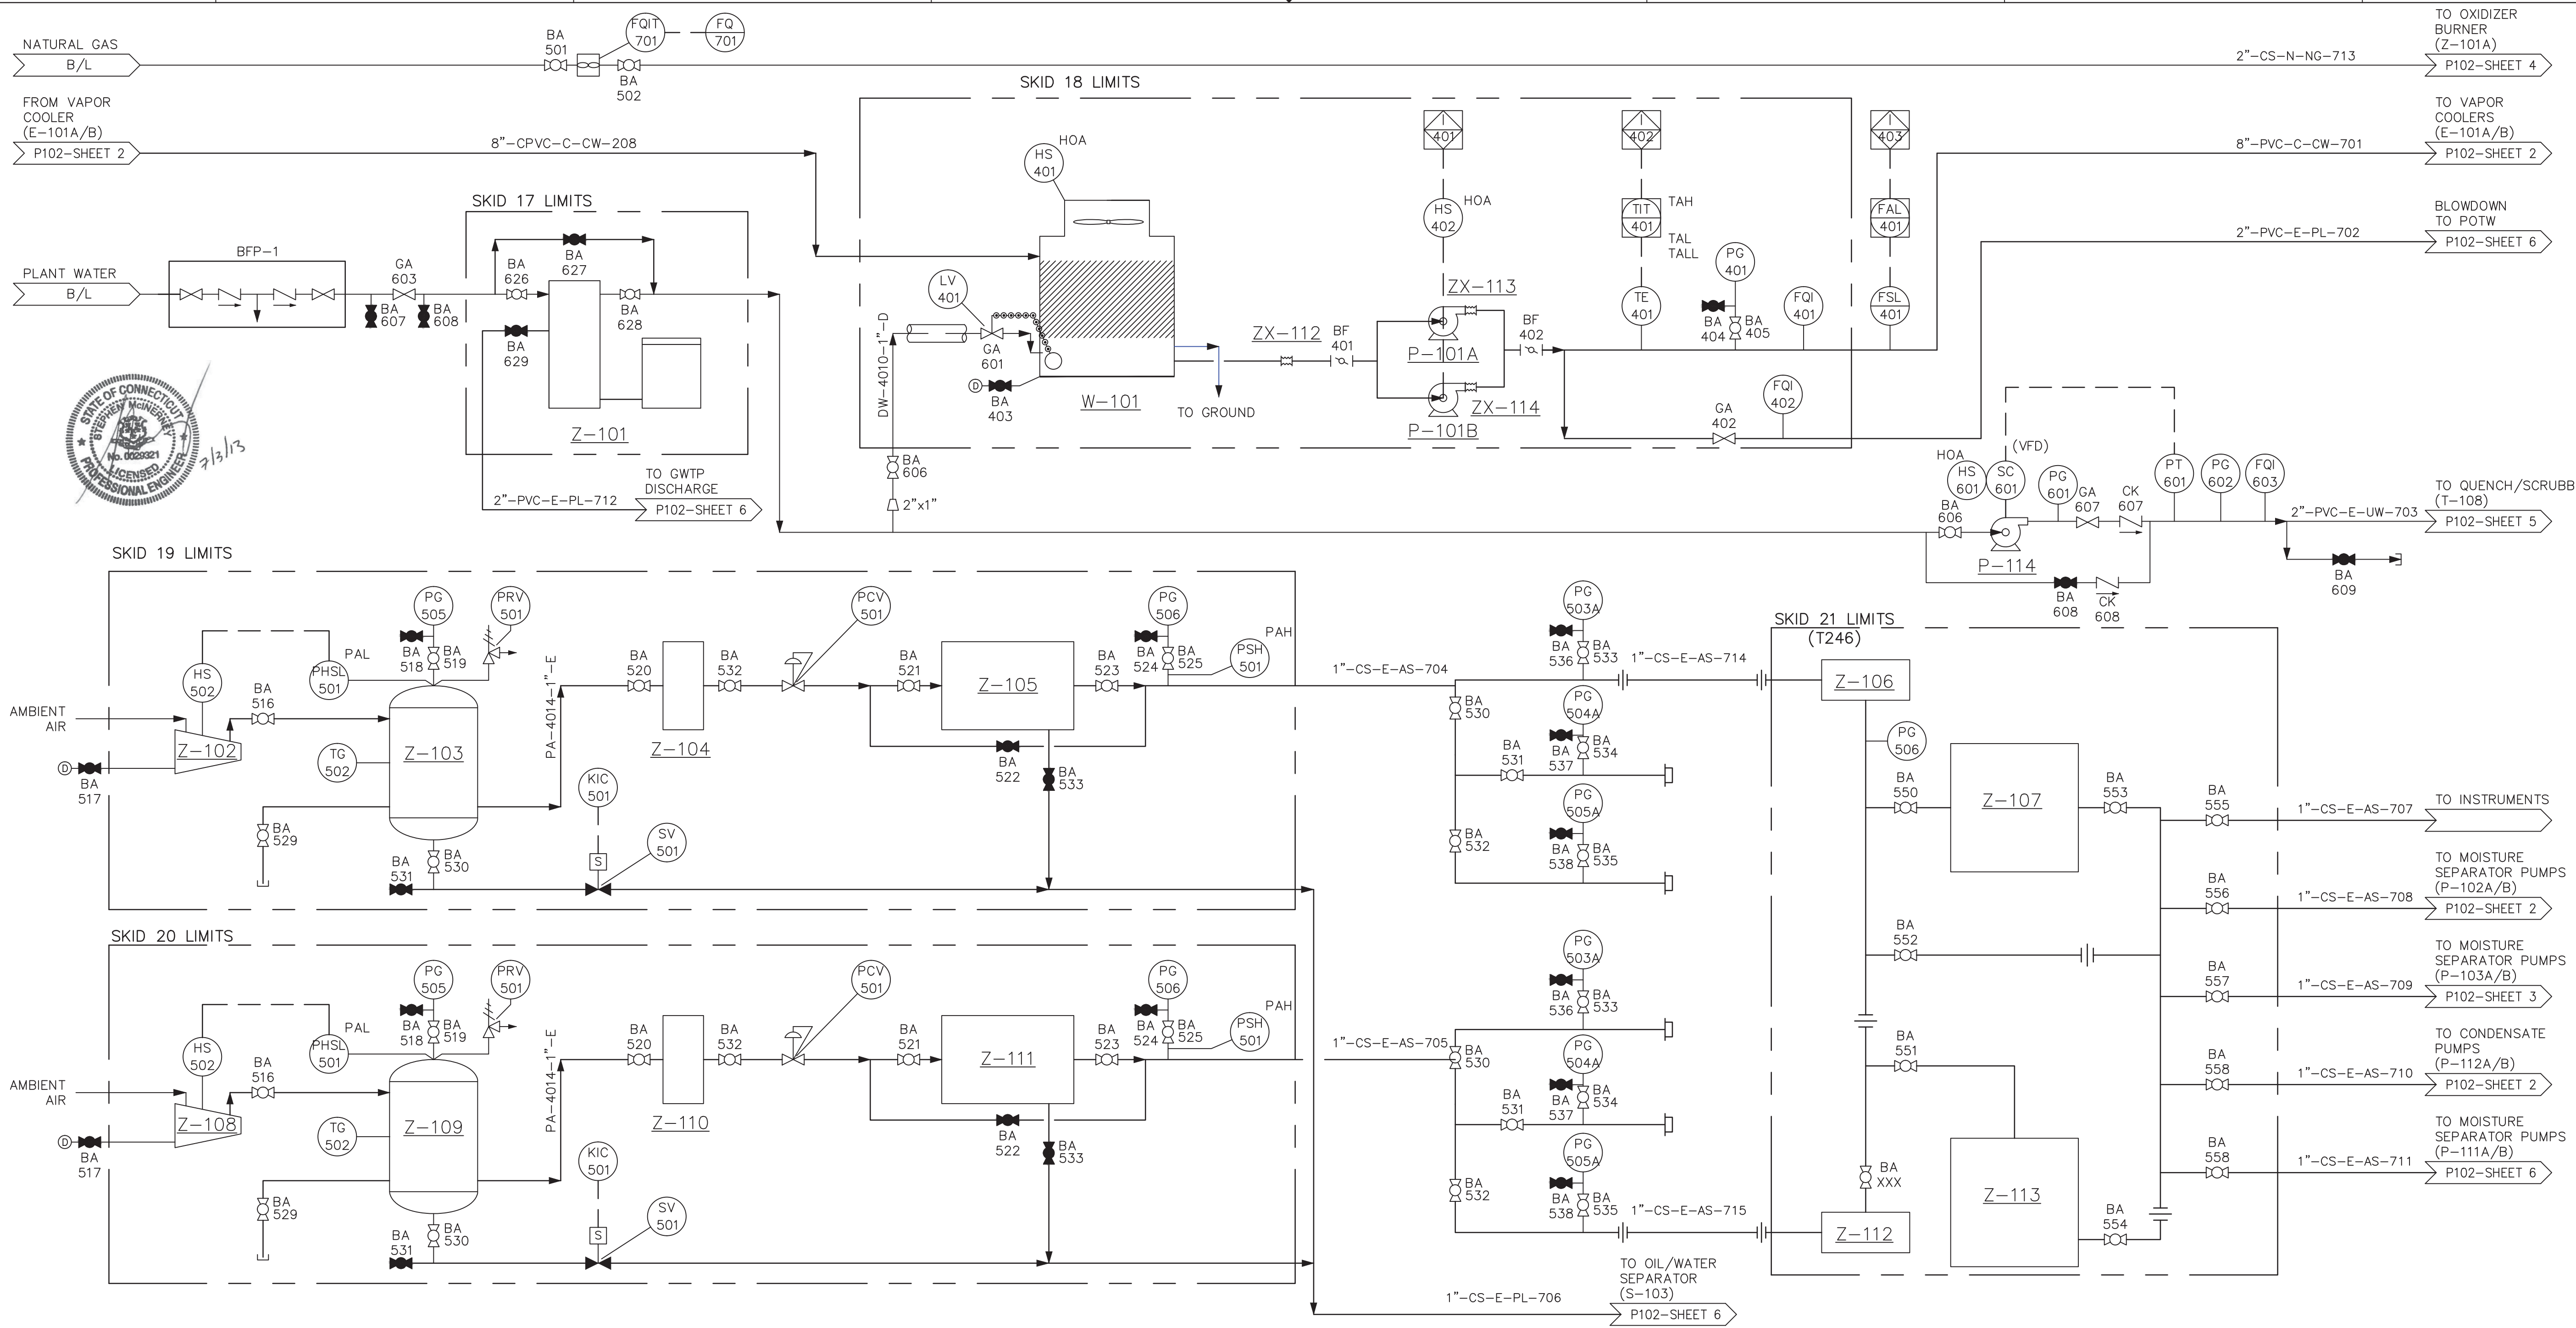 NATURAL GAS
B/L
BA
501
FQIT
701
FQ
701
BA
502
2"-CS-N-NG-713
TO OXIDIZER
BURNER
(Z-101A)
P102-SHEET 4
FROM VAPOR
COOLER
(E-101A/B)
P102-SHEET 2
8"-CPVC-C-CW-208
SKID 18 LIMITS
HS
401
HOA
I
401
HS
402
HOA
I
402
TIT
401
TAH
TAL
TALL
TE
401
PG
401
BA
404
BA
405
FQI
401
I
403
FAL
401
FSL
401
8"-PVC-C-CW-701
TO VAPOR
COOLERS
(E-101A/B)
P102-SHEET 2
2"-PVC-E-PL-702
BLOWDOWN
TO POTW
P102-SHEET 6
PLANT WATER
B/L
BFP-1
GA
603
BA
607
BA
608
SKID 17 LIMITS
BA
626
BA
627
BA
628
BA
629
Z-101
2"-PVC-E-PL-712
TO GWTP
DISCHARGE
P102-SHEET 6
DW-4010-1"-D
LV
401
GA
601
D
BA
403
W-101
TO GROUND
ZX-112
BF
401
ZX-113
P-101A
ZX-114
P-101B
BF
402
GA
402
FQI
402
BA
606
2"x1"
STATE OF CONNECTICUT
STEPHEN McINERNEY
No. 0029321
LICENSED
PROFESSIONAL ENGINEER
7/3/13
HOA
HS
601
SC
601
(VFD)
PG
601
GA
607
CK
607
PT
601
PG
602
FQI
603
BA
606
P-114
BA
608
CK
608
BA
609
2"-PVC-E-UW-703
TO QUENCH/SCRUBB
(T-108)
P102-SHEET 5
SKID 19 LIMITS
AMBIENT
AIR
D
BA
517
HS
502
Z-102
BA
516
PHSL
501
PAL
PG
505
BA
518
BA
519
PRV
501
TG
502
Z-103
BA
529
BA
530
BA
531
PA-4014-1"-E
BA
520
Z-104
BA
532
PCV
501
BA
521
Z-105
BA
522
BA
523
BA
533
PG
506
BA
524
BA
525
PSH
501
PAH
KIC
501
S
SV
501
1"-CS-E-AS-704
PG
503A
BA
536
BA
533
1"-CS-E-AS-714
BA
530
PG
504A
BA
531
BA
537
BA
534
PG
505A
BA
532
BA
538
BA
535
SKID 20 LIMITS
AMBIENT
AIR
D
BA
517
HS
502
Z-108
BA
516
PHSL
501
PAL
PG
505
BA
518
BA
519
PRV
501
TG
502
Z-109
BA
529
BA
530
BA
531
PA-4014-1"-E
BA
520
Z-110
BA
532
PCV
501
BA
521
Z-111
BA
522
BA
523
BA
533
PG
506
BA
524
BA
525
PSH
501
PAH
KIC
501
S
SV
501
1"-CS-E-AS-705
PG
503A
BA
536
BA
533
BA
530
PG
504A
BA
531
BA
537
BA
534
PG
505A
BA
532
BA
538
BA
535
1"-CS-E-AS-715
1"-CS-E-PL-706
TO OIL/WATER
SEPARATOR
(S-103)
P102-SHEET 6
SKID 21 LIMITS
(T246)
Z-106
PG
506
BA
550
Z-107
BA
553
BA
552
BA
551
BA
XXX
Z-112
Z-113
BA
554
BA
555
1"-CS-E-AS-707
TO INSTRUMENTS
BA
556
1"-CS-E-AS-708
TO MOISTURE
SEPARATOR PUMPS
(P-102A/B)
P102-SHEET 2
BA
557
1"-CS-E-AS-709
TO MOISTURE
SEPARATOR PUMPS
(P-103A/B)
P102-SHEET 3
BA
558
1"-CS-E-AS-710
TO CONDENSATE
PUMPS
(P-112A/B)
P102-SHEET 2
BA
558
1"-CS-E-AS-711
TO MOISTURE
SEPARATOR PUMPS
(P-111A/B)
P102-SHEET 6